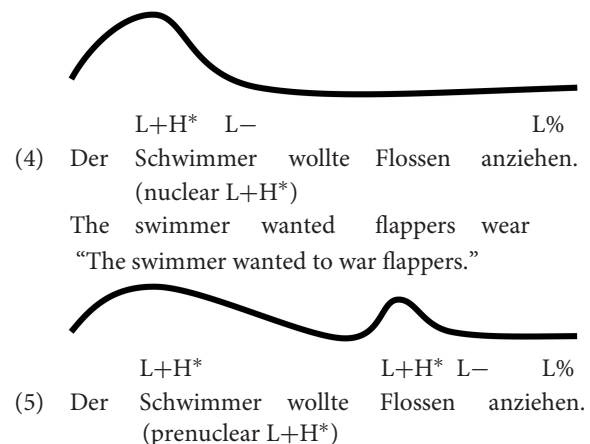 L+H* L− L%
(4) Der Schwimmer wollte Flossen anziehen.
(nuclear L+H*)
The swimmer wanted flappers wear
“The swimmer wanted to war flappers.”
L+H* L+H* L− L%
(5) Der Schwimmer wollte Flossen anziehen.
(prenuclear L+H*)